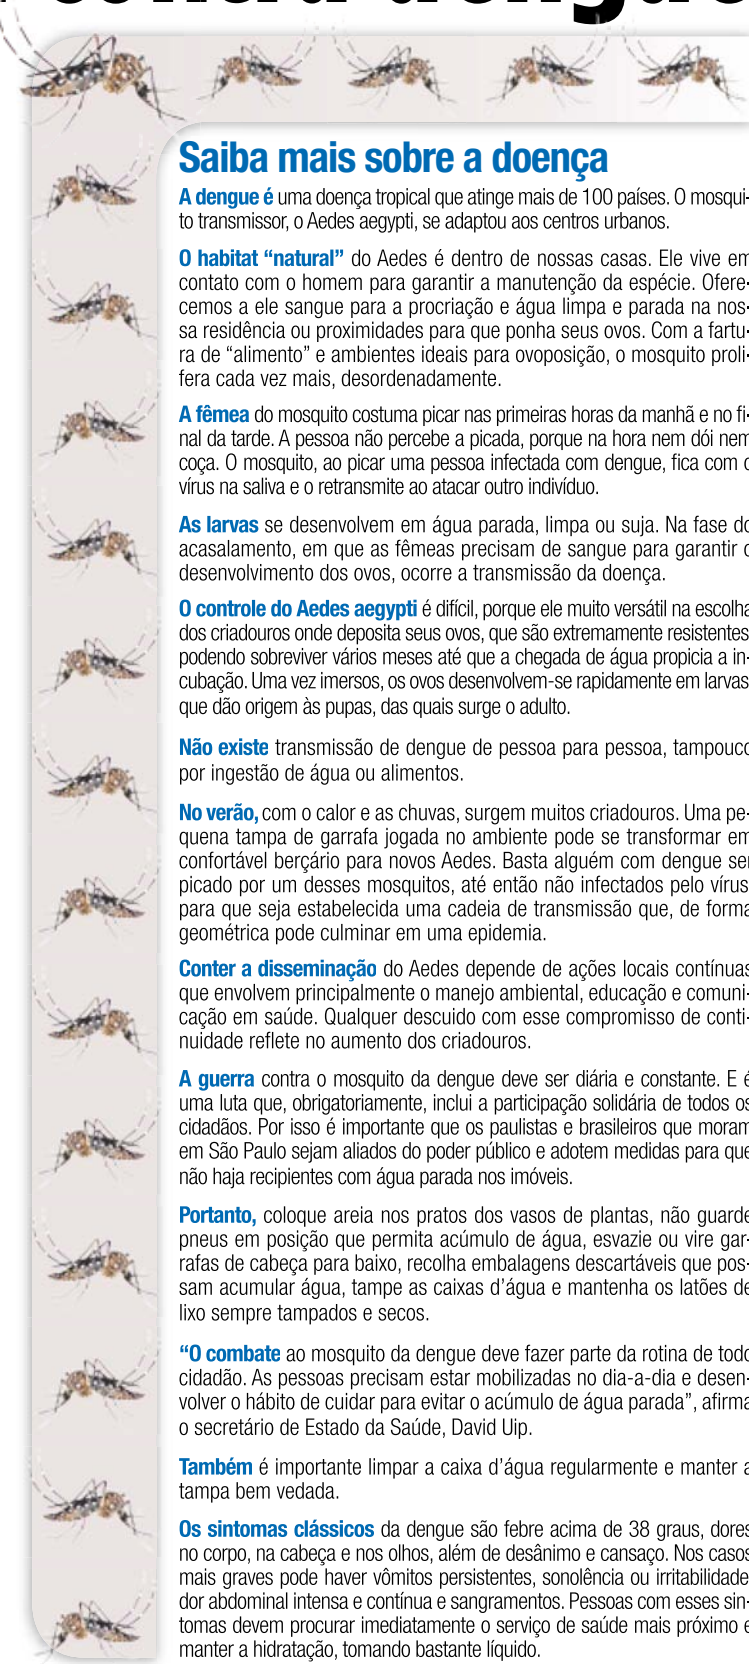 contra dengue
Saiba mais sobre a doença
A dengue é uma doença tropical que atinge mais de 100 países. O mosqui-
to transmissor, o Aedes aegypti, se adaptou aos centros urbanos.
O habitat “natural” do Aedes é dentro de nossas casas. Ele vive em
contato com o homem para garantir a manutenção da espécie. Ofere-
cemos a ele sangue para a procriação e água limpa e parada na nos-
sa residência ou proximidades para que ponha seus ovos. Com a fartu-
ra de “alimento” e ambientes ideais para ovoposição, o mosquito proli-
fera cada vez mais, desordenadamente.
A fêmea do mosquito costuma picar nas primeiras horas da manhã e no fi-
nal da tarde. A pessoa não percebe a picada, porque na hora nem dói nem
coça. O mosquito, ao picar uma pessoa infectada com dengue, fica com o
vírus na saliva e o retransmite ao atacar outro indivíduo.
As larvas se desenvolvem em água parada, limpa ou suja. Na fase do
acasalamento, em que as fêmeas precisam de sangue para garantir o
desenvolvimento dos ovos, ocorre a transmissão da doença.
O controle do Aedes aegypti é difícil, porque ele muito versátil na escolha
dos criadouros onde deposita seus ovos, que são extremamente resistentes
podendo sobreviver vários meses até que a chegada de água propicia a in-
cubação. Uma vez imersos, os ovos desenvolvem-se rapidamente em larvas
que dão origem às pupas, das quais surge o adulto.
Não existe transmissão de dengue de pessoa para pessoa, tampouco
por ingestão de água ou alimentos.
No verão, com o calor e as chuvas, surgem muitos criadouros. Uma pe-
quena tampa de garrafa jogada no ambiente pode se transformar em
confortável berçário para novos Aedes. Basta alguém com dengue ser
picado por um desses mosquitos, até então não infectados pelo vírus
para que seja estabelecida uma cadeia de transmissão que, de forma
geométrica pode culminar em uma epidemia.
Conter a disseminação do Aedes depende de ações locais contínuas
que envolvem principalmente o manejo ambiental, educação e comuni-
cação em saúde. Qualquer descuido com esse compromisso de conti-
nuidade reflete no aumento dos criadouros.
A guerra contra o mosquito da dengue deve ser diária e constante. E é
uma luta que, obrigatoriamente, inclui a participação solidária de todos os
cidadãos. Por isso é importante que os paulistas e brasileiros que moram
em São Paulo sejam aliados do poder público e adotem medidas para que
não haja recipientes com água parada nos imóveis.
Portanto, coloque areia nos pratos dos vasos de plantas, não guarde
pneus em posição que permita acúmulo de água, esvazie ou vire gar-
rafas de cabeça para baixo, recolha embalagens descartáveis que pos-
sam acumular água, tampe as caixas d’água e mantenha os latões de
lixo sempre tampados e secos.
“O combate ao mosquito da dengue deve fazer parte da rotina de todo
cidadão. As pessoas precisam estar mobilizadas no dia-a-dia e desen-
volver o hábito de cuidar para evitar o acúmulo de água parada”, afirma
o secretário de Estado da Saúde, David Uip.
Também é importante limpar a caixa d’água regularmente e manter a
tampa bem vedada.
Os sintomas clássicos da dengue são febre acima de 38 graus, dores
no corpo, na cabeça e nos olhos, além de desânimo e cansaço. Nos casos
mais graves pode haver vômitos persistentes, sonolência ou irritabilidade
dor abdominal intensa e contínua e sangramentos. Pessoas com esses sin-
tomas devem procurar imediatamente o serviço de saúde mais próximo e
manter a hidratação, tomando bastante líquido.